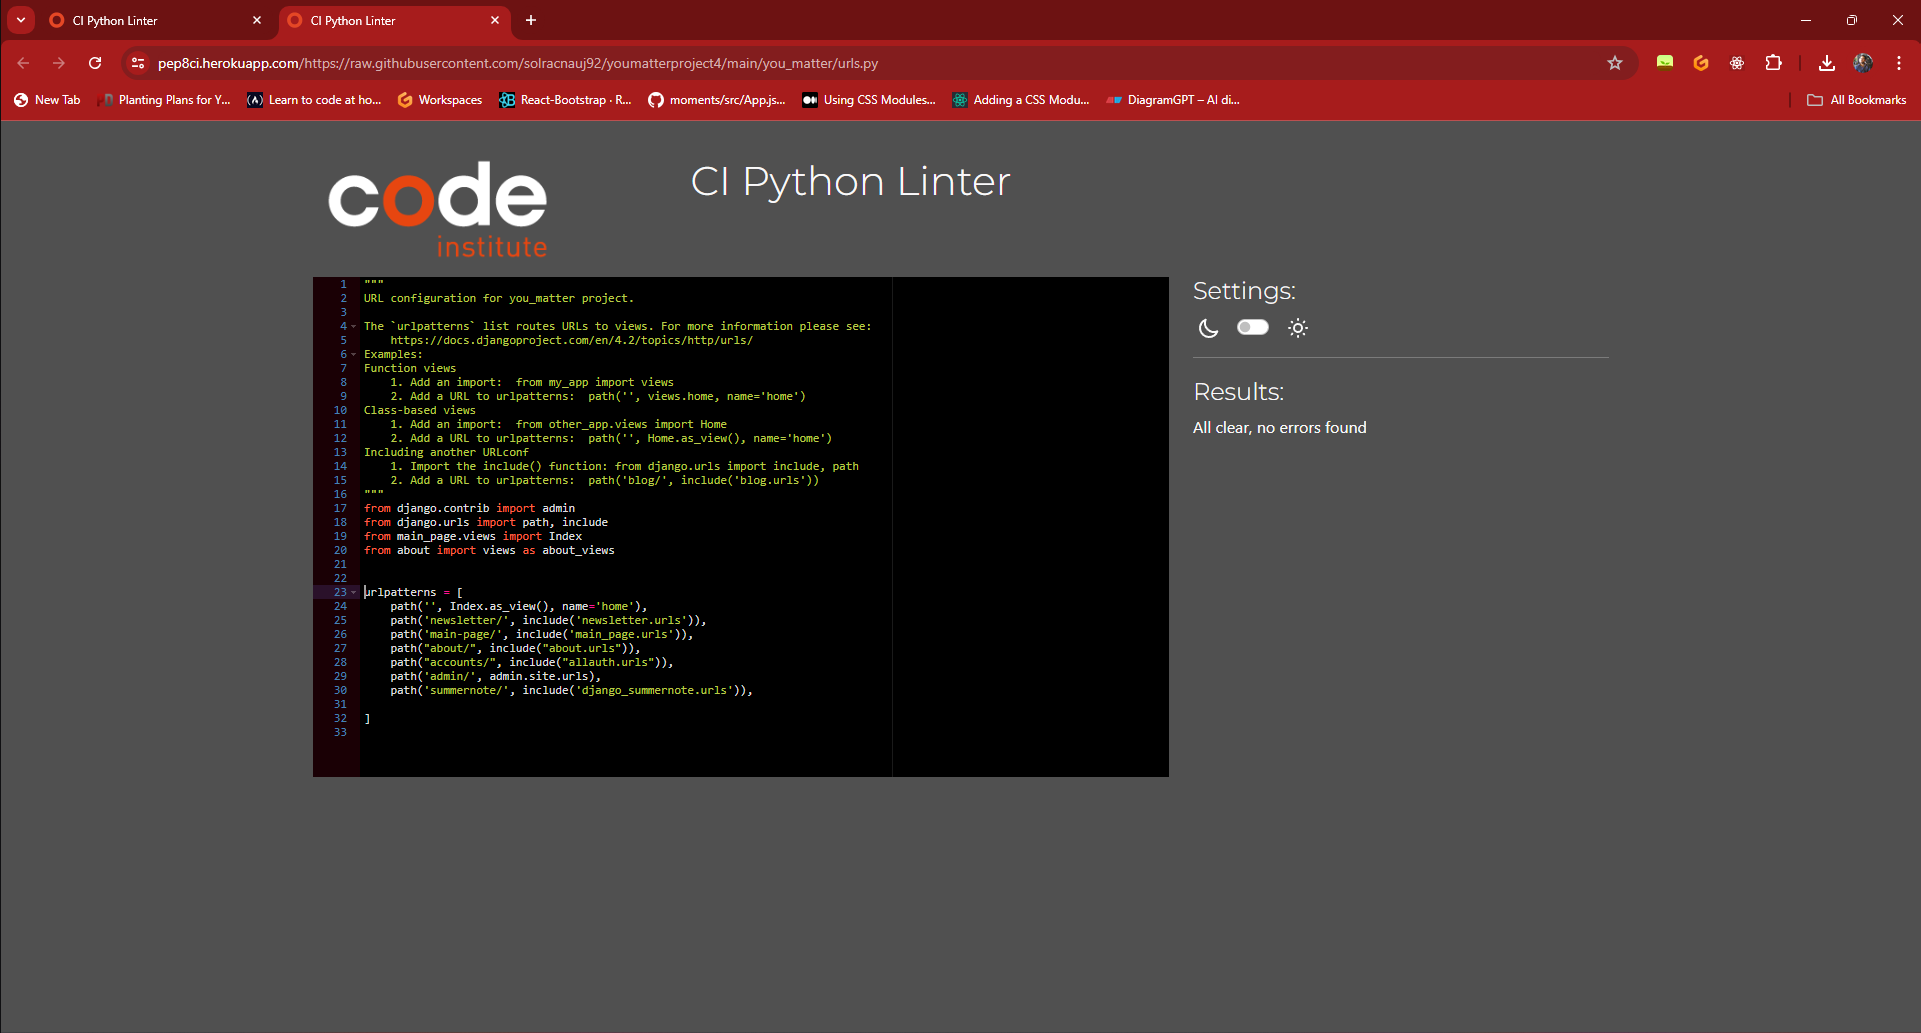 CI Python Linter
CI Python Linter
pep8ci.herokuapp.com/https://raw.githubusercontent.com/solracnauj92/youmatterproject4/main/you_matter/urls.py
New Tab
Planting Plans for Y...
Learn to code at ho...
Workspaces
React-Bootstrap · R...
moments/src/App.js...
Using CSS Modules...
Adding a CSS Modu...
DiagramGPT – AI di...
All Bookmarks
code
institute
CI Python Linter
1 """
2 URL configuration for you_matter project.
3
4 The `urlpatterns` list routes URLs to views. For more information please see:
5     https://docs.djangoproject.com/en/4.2/topics/http/urls/
6 Examples:
7 Function views
8     1. Add an import:  from my_app import views
9     2. Add a URL to urlpatterns:  path('', views.home, name='home')
10 Class-based views
11     1. Add an import:  from other_app.views import Home
12     2. Add a URL to urlpatterns:  path('', Home.as_view(), name='home')
13 Including another URLconf
14     1. Import the include() function: from django.urls import include, path
15     2. Add a URL to urlpatterns:  path('blog/', include('blog.urls'))
16 """
17 from django.contrib import admin
18 from django.urls import path, include
19 from main_page.views import Index
20 from about import views as about_views
21
22
23 urlpatterns = [
24     path('', Index.as_view(), name='home'),
25     path('newsletter/', include('newsletter.urls')),
26     path('main-page/', include('main_page.urls')),
27     path("about/", include("about.urls")),
28     path("accounts/", include("allauth.urls")),
29     path('admin/', admin.site.urls),
30     path('summernote/', include('django_summernote.urls')),
31
32 ]
33
Settings:
Results:
All clear, no errors found